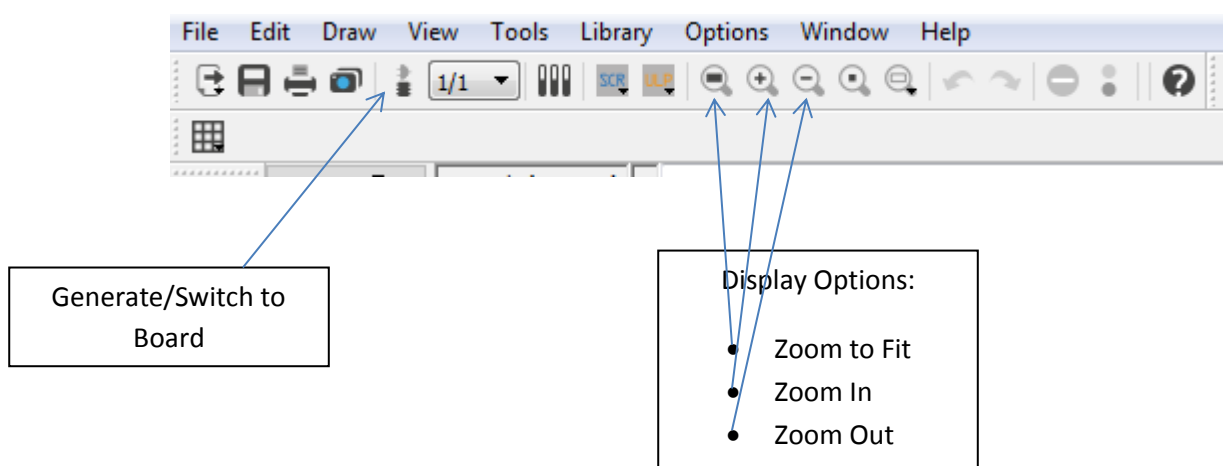 File Edit Draw View Tools Library Options Window Help
1/1 SCR ULP
Generate/Switch to
Board
Display Options:
• Zoom to Fit
• Zoom In
• Zoom Out